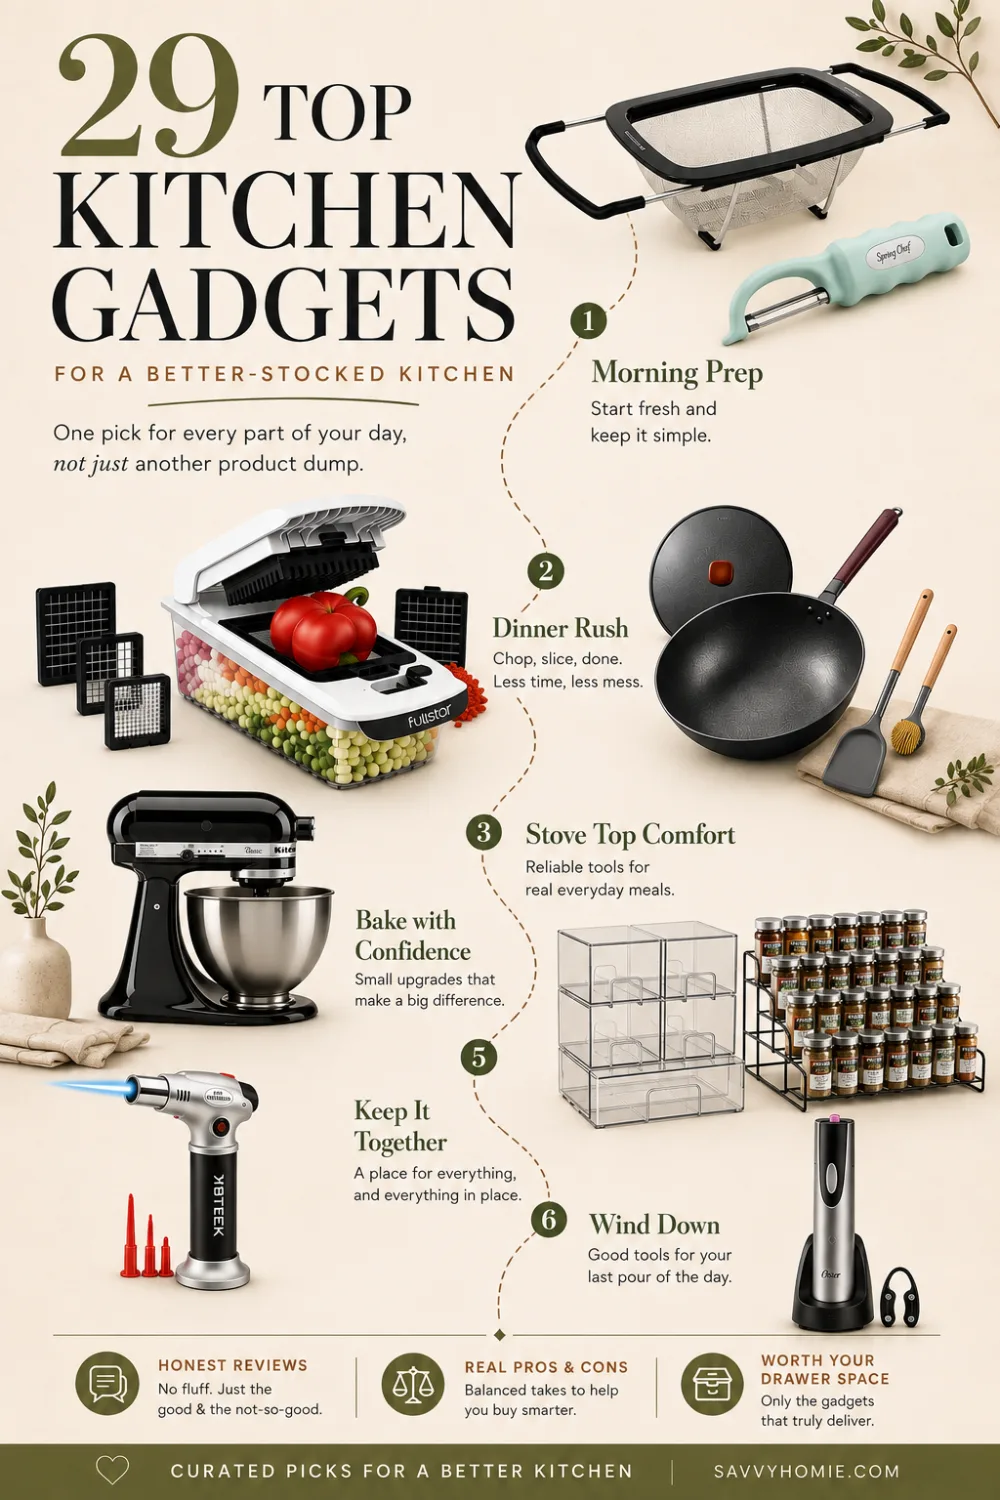 29 TOP
KITCHEN
GADGETS
FOR A BETTER-STOCKED KITCHEN
One pick for every part of your day,
not just another product dump.
Spring Chef
1
Morning Prep
Start fresh and
keep it simple.
2
Dinner Rush
Chop, slice, done.
Less time, less mess.
fullstar
3
Stove Top Comfort
Reliable tools for
real everyday meals.
Classic
Kitch
Bake with
Confidence
Small upgrades that
make a big difference.
5
Keep It
Together
A place for everything,
and everything in place.
KBTEEK
6
Wind Down
Good tools for your
last pour of the day.
Oster
HONEST REVIEWS
No fluff. Just the
good & the not-so-good.
REAL PROS & CONS
Balanced takes to help
you buy smarter.
WORTH YOUR
DRAWER SPACE
Only the gadgets
that truly deliver.
CURATED PICKS FOR A BETTER KITCHEN
SAVVYHOMIE.COM